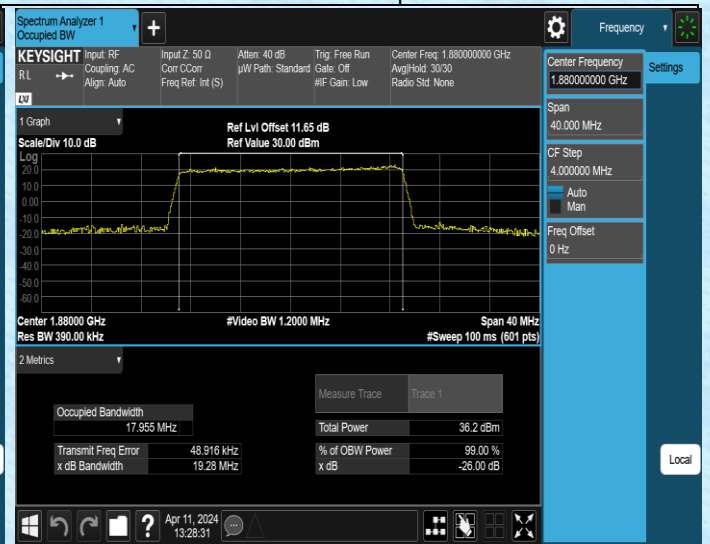 Spectrum Analyzer 1
Occupied BW
Frequency
KEYSIGHT
RL
LXI
Input: RF
Coupling: AC
Align: Auto
Input Z: 50 Ω
Corr CCorr
Freq Ref: Int (S)
Atten: 40 dB
µW Path: Standard
Trig: Free Run
Gate: Off
#IF Gain: Low
Center Freq: 1.880000000 GHz
Avg|Hold: 30/30
Radio Std: None
1 Graph
Scale/Div 10.0 dB
Ref Lvl Offset 11.65 dB
Ref Value 30.00 dBm
Log
20.0
10.0
0.00
-10.0
-20.0
-30.0
-40.0
-50.0
-60.0
Center 1.88000 GHz
Res BW 390.00 kHz
#Video BW 1.2000 MHz
Span 40 MHz
#Sweep 100 ms (601 pts)
2 Metrics
Measure Trace Trace 1
Occupied Bandwidth
17.955 MHz
Total Power 36.2 dBm
Transmit Freq Error 48.916 kHz
% of OBW Power 99.00 %
x dB Bandwidth 19.28 MHz
x dB -26.00 dB
?
Apr 11, 2024
13:28:31
Center Frequency
1.880000000 GHz
Settings
Span
40.000 MHz
CF Step
4.000000 MHz
Auto
Man
Freq Offset
0 Hz
Local